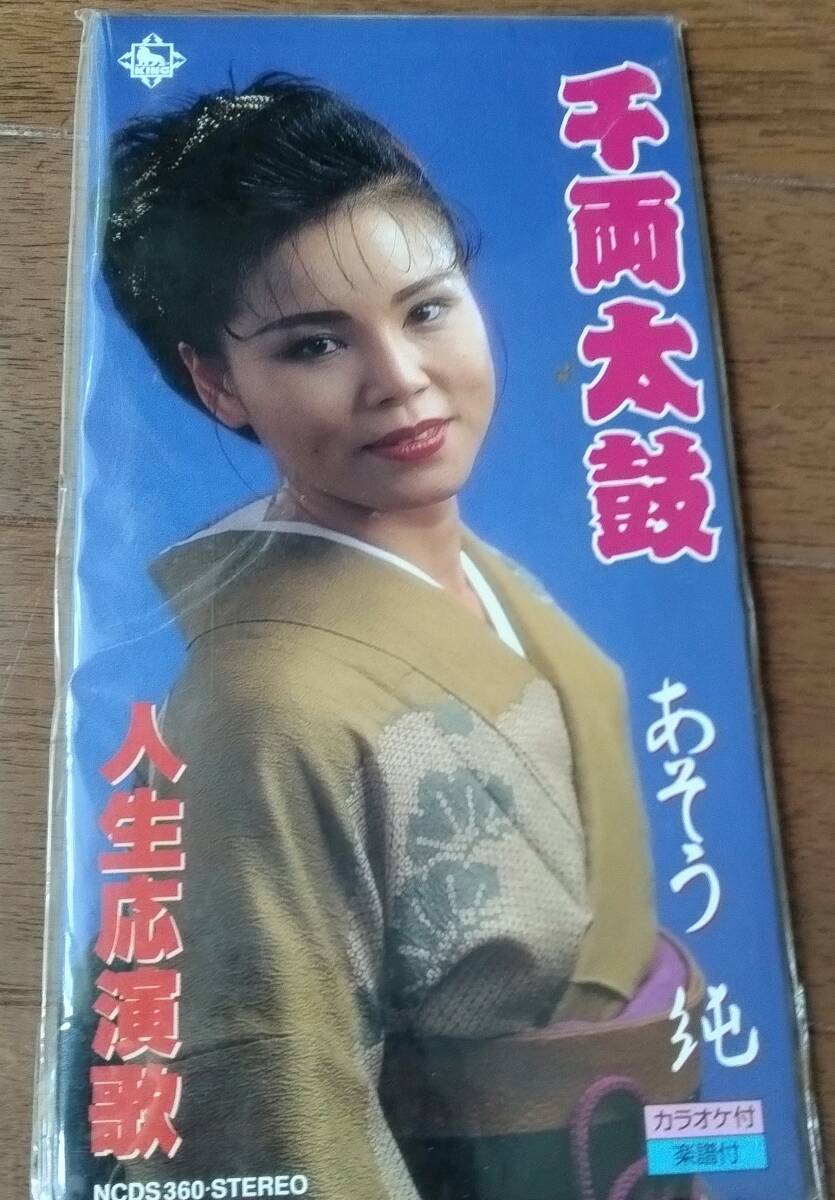 KING
千両太鼓
あそう純
人生応演歌
カラオケ付
楽譜付
NCDS360·STEREO